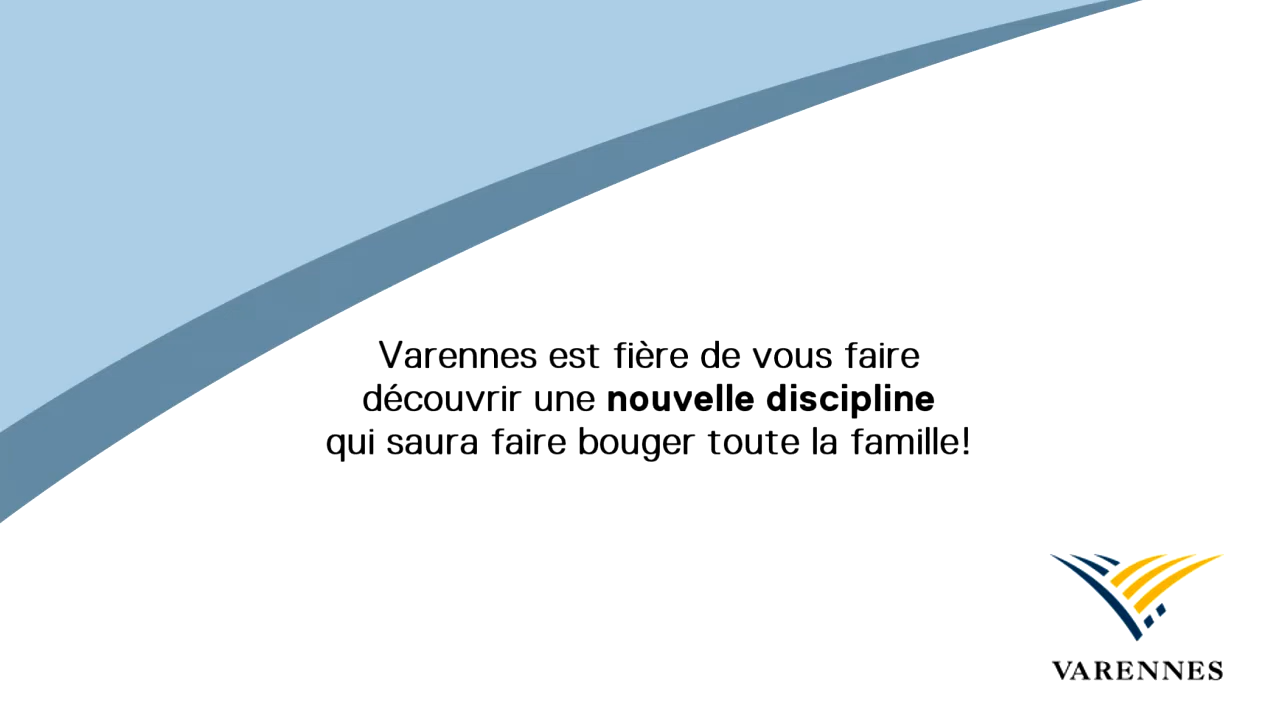 Varennes est fière de vous faire
découvrir une nouvelle discipline
qui saura faire bouger toute la famille!
VARENNES